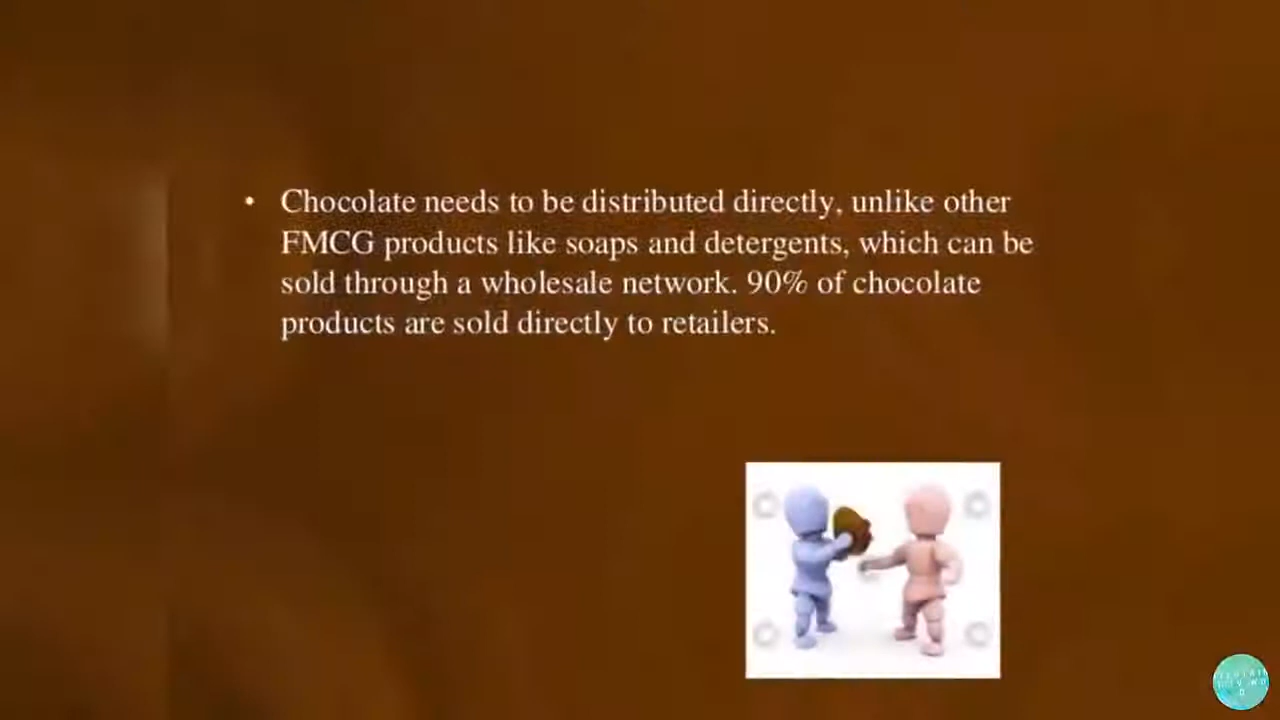 • Chocolate needs to be distributed directly, unlike other
FMCG products like soaps and detergents, which can be
sold through a wholesale network. 90% of chocolate
products are sold directly to retailers.